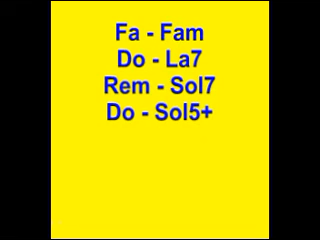 Fa - Fam
Do - La7
Rem - Sol7
Do - Sol5+